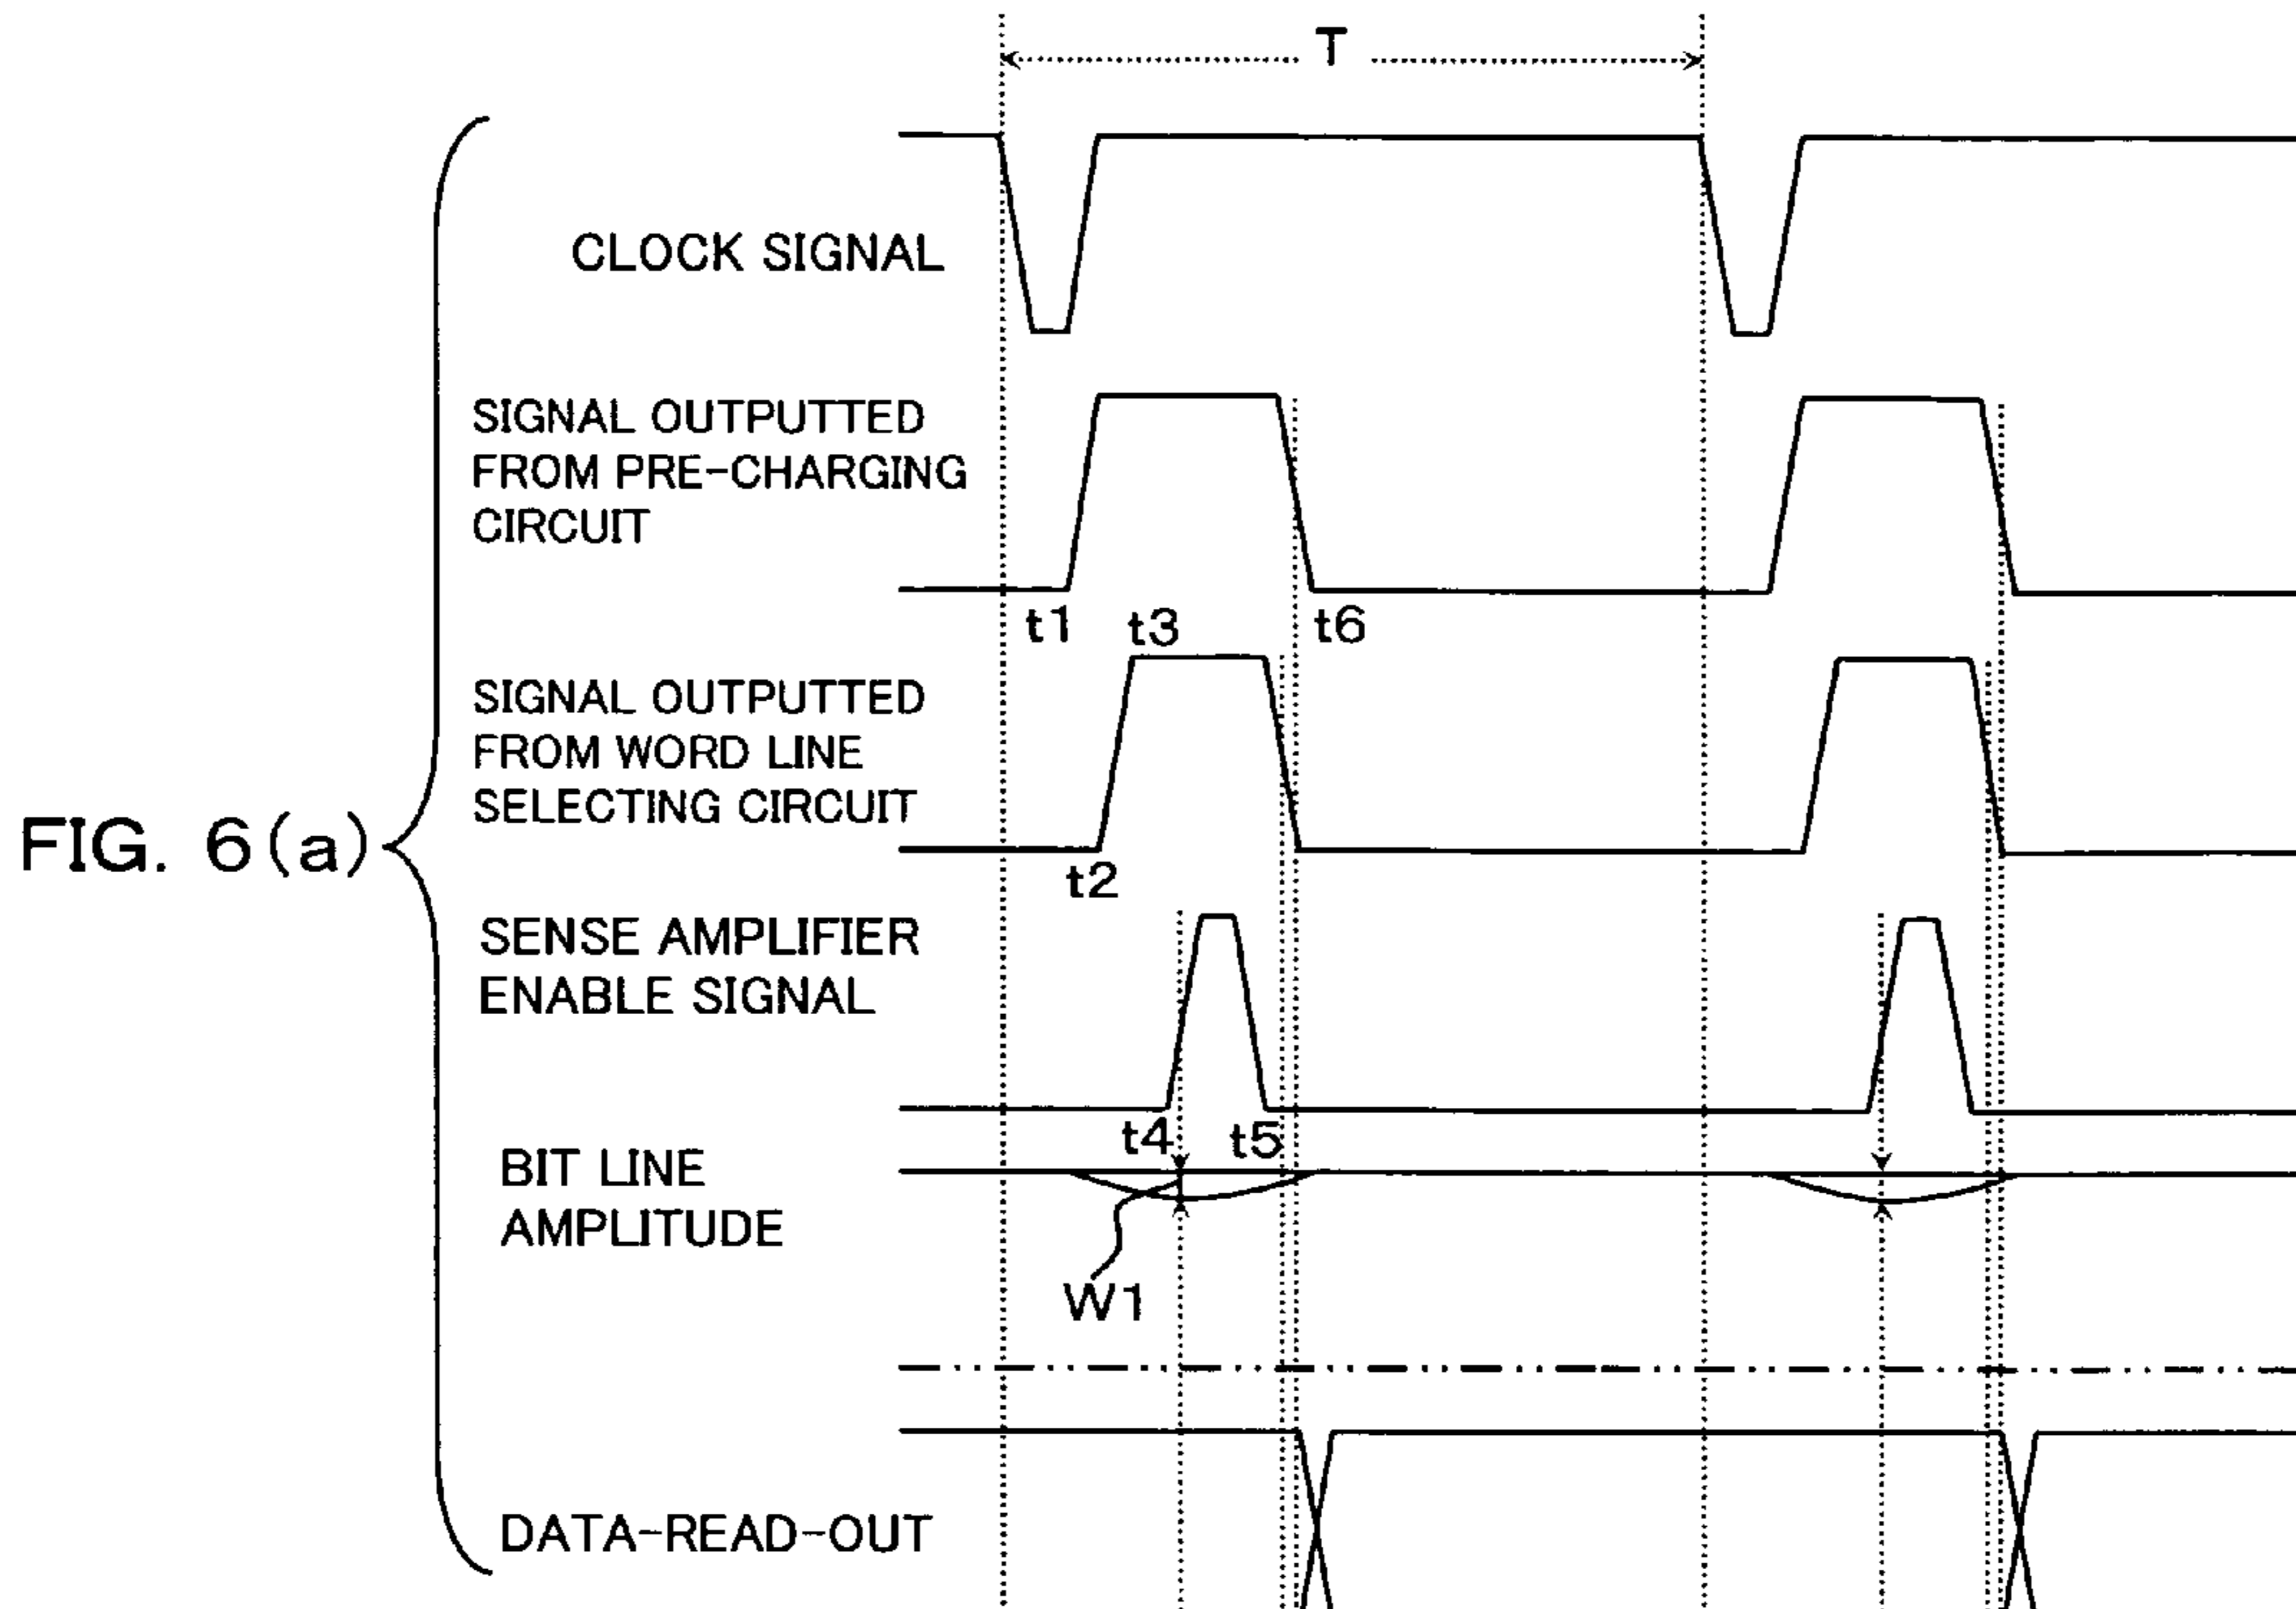 T
CLOCK SIGNAL
SIGNAL OUTPUTTED
FROM PRE-CHARGING
CIRCUIT
t1 t3 t6
SIGNAL OUTPUTTED
FROM WORD LINE
SELECTING CIRCUIT
FIG. 6(a)
t2
SENSE AMPLIFIER
ENABLE SIGNAL
t4 t5
BIT LINE
AMPLITUDE
W1
DATA-READ-OUT